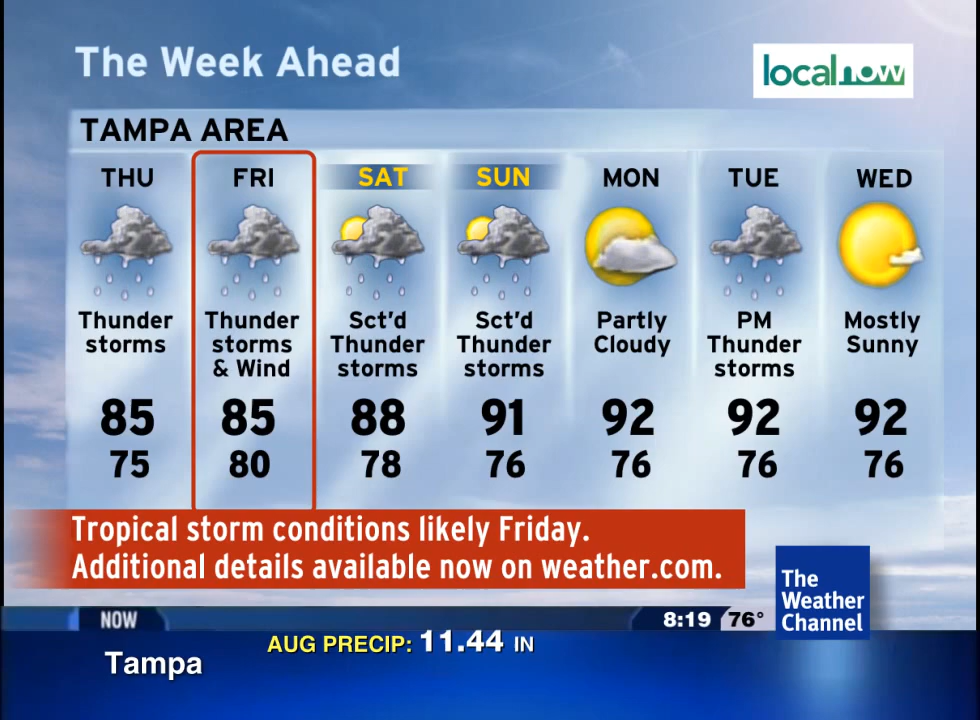 The Week Ahead
localnow
TAMPA AREA
THU FRI SAT SUN MON TUE WED
Thunder storms
Thunder storms & Wind
Sct'd Thunder storms
Sct'd Thunder storms
Partly Cloudy
PM Thunder storms
Mostly Sunny
85 85 88 91 92 92 92
75 80 78 76 76 76 76
Tropical storm conditions likely Friday.
Additional details available now on weather.com.
The
Weather
Channel
NOW 8:19 76°
AUG PRECIP: 11.44 IN
Tampa